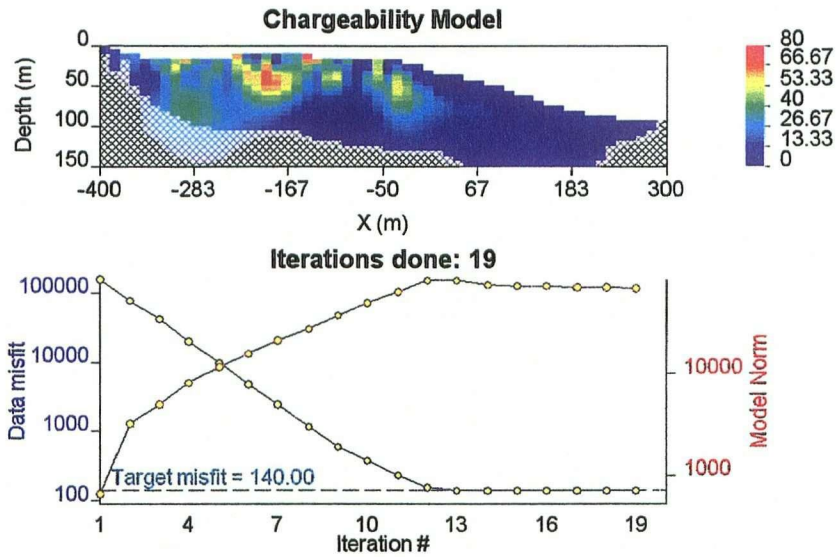 Chargeability Model
Depth (m)
0
50
100
150
-400 -283 -167 -50 67 183 300
X (m)
80
66.67
53.33
40
26.67
13.33
0
Iterations done: 19
Data misfit
100000
10000
1000
100
Target misfit = 140.00
10000
1000
Model Norm
1 4 7 10 13 16 19
Iteration #